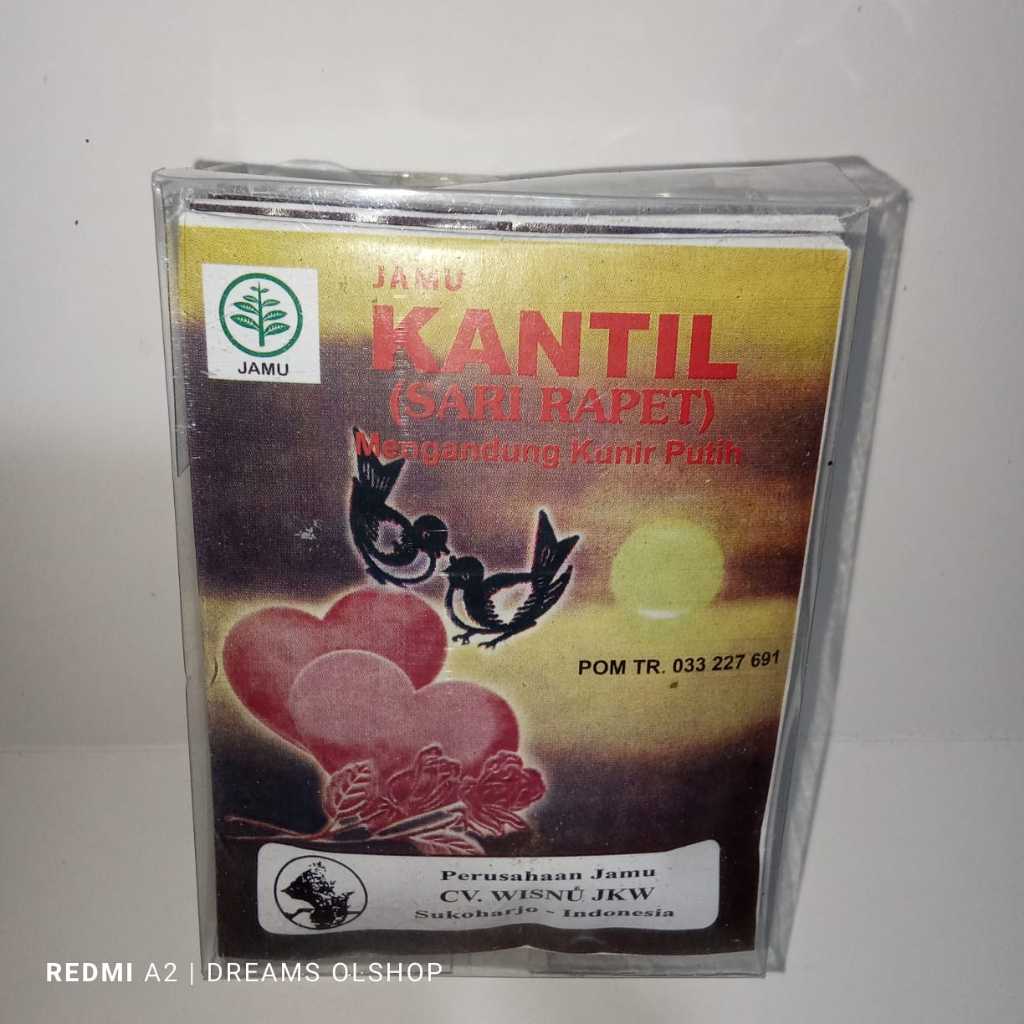 JAMU
KANTIL
(SARI RAPET)
Mengandung Kunir Putih
JAMU
POM TR. 033 227 691
Perusahaan Jamu
CV. WISNU JKW
Sukoharjo - Indonesia
REDMI A2 | DREAMS OLSHOP